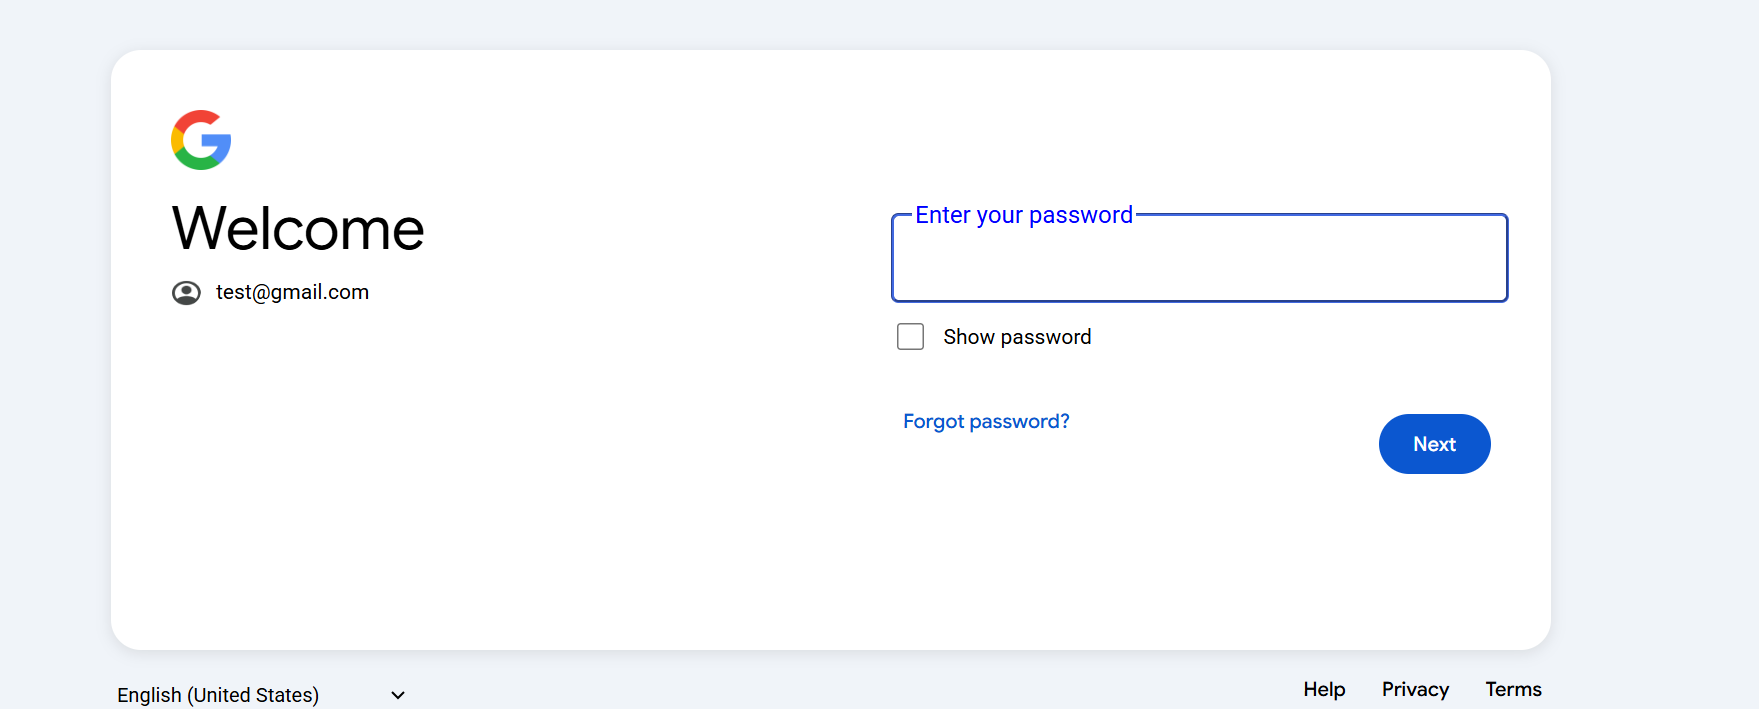 Welcome
test@gmail.com
Enter your password
Show password
Forgot password?
Next
English (United States)
Help Privacy Terms